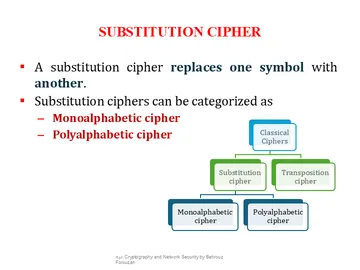 SUBSTITUTION CIPHER
▪ A substitution cipher replaces one symbol with
another.
▪ Substitution ciphers can be categorized as
– Monoalphabetic cipher
– Polyalphabetic cipher
Classical
Ciphers
Substitution
cipher
Transposition
cipher
Monoalphabetic
cipher
Polyalphabetic
cipher
Cryptography and Network Security by Behrouz
Forouzan